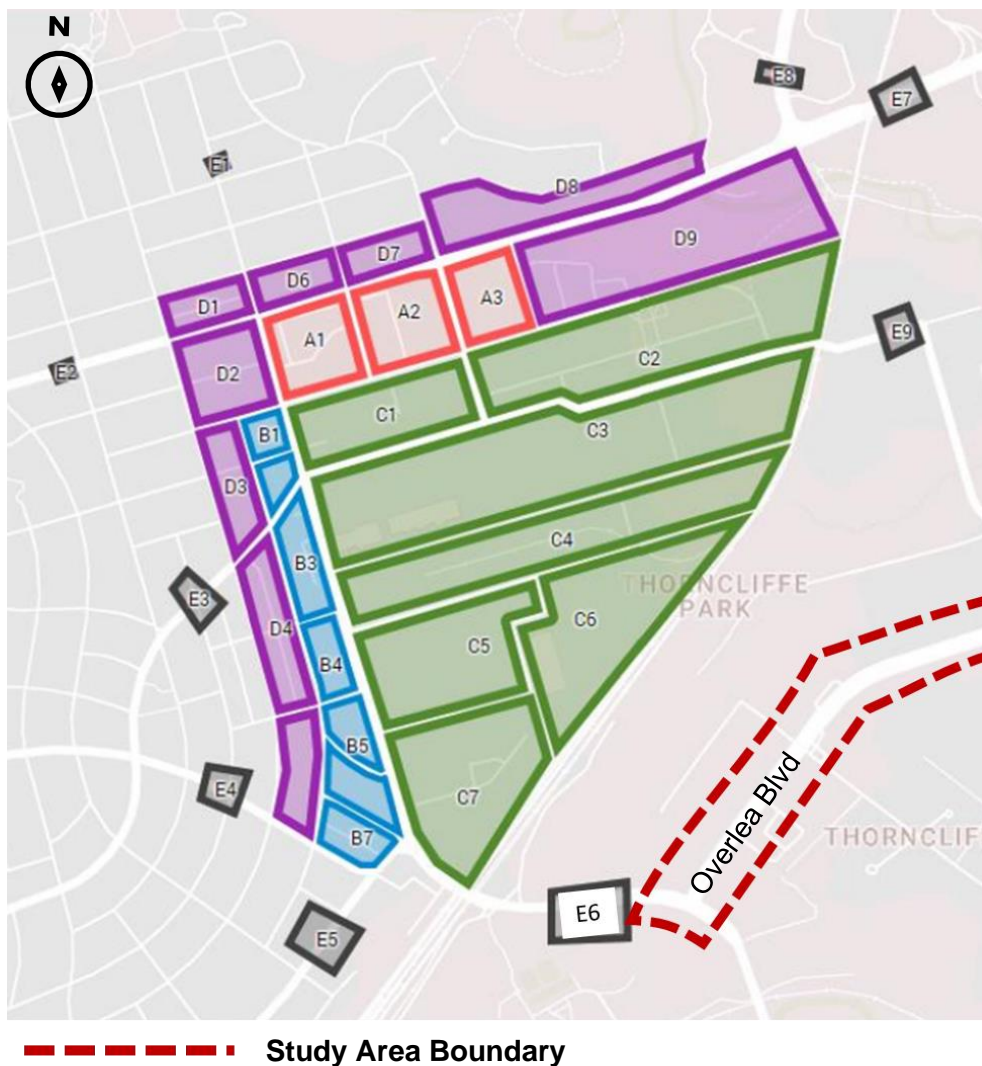 N
E8
E7
E1
D8
D9
D7
D6
D1
A3
A2
A1
E9
E2
D2
C2
C1
B1
C3
D3
C4
B3
THORNCLIFFE
PARK
E3
C6
D4
C5
B4
B5
E4
C7
Overlea Blvd
B7
THORNCLIF
E6
E5
Study Area Boundary